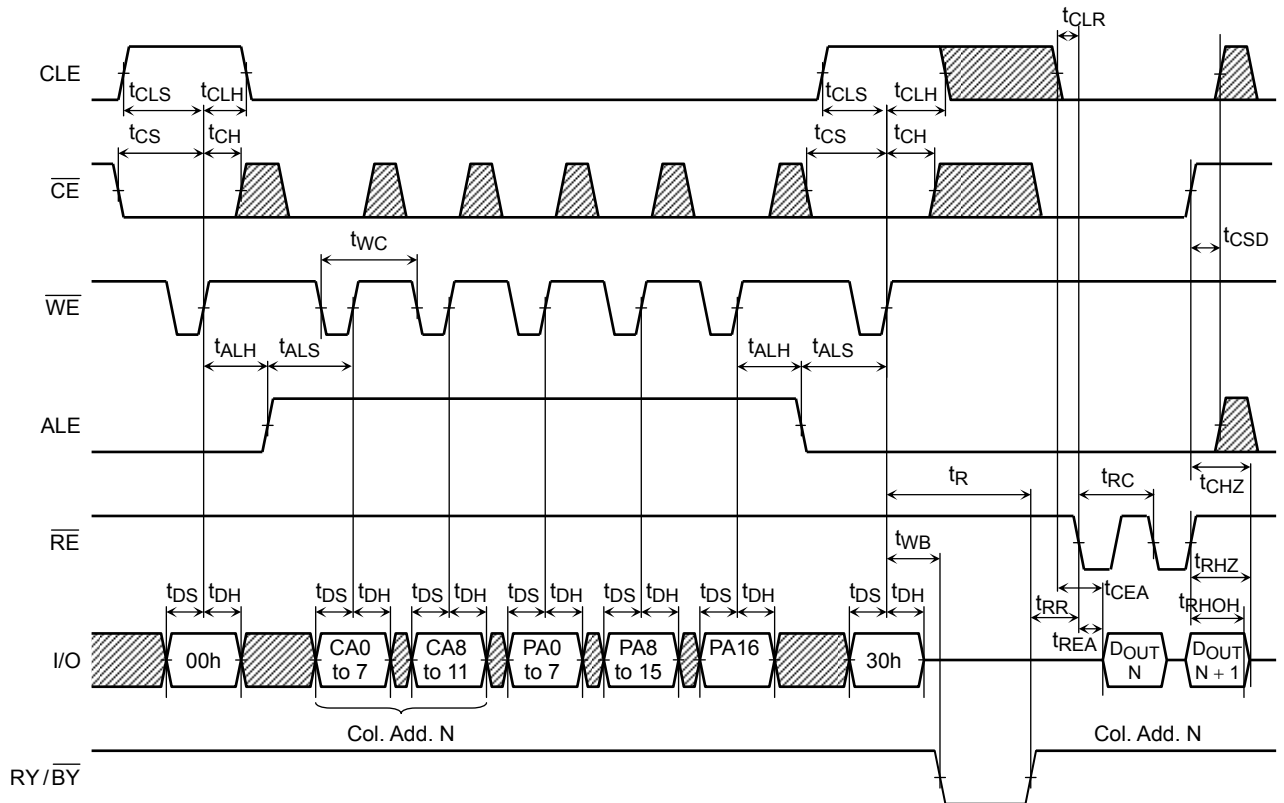 tCLR
CLE
tCLS tCLH tCLS tCLH
tCS tCH tCS tCH
CE
tWC tCSD
WE
tALH tALS tALH tALS
ALE
tR tRC tCHZ
RE
tWB tRHZ
tDS tDH tDS tDH tDS tDH tDS tDH tDS tDH tDS tDH tDS tDH tRR tCEA tRHOH
tREA
I/O 00h CA0 to 7 CA8 to 11 PA0 to 7 PA8 to 15 PA16 30h DOUT N DOUT N + 1
Col. Add. N Col. Add. N
RY/BY